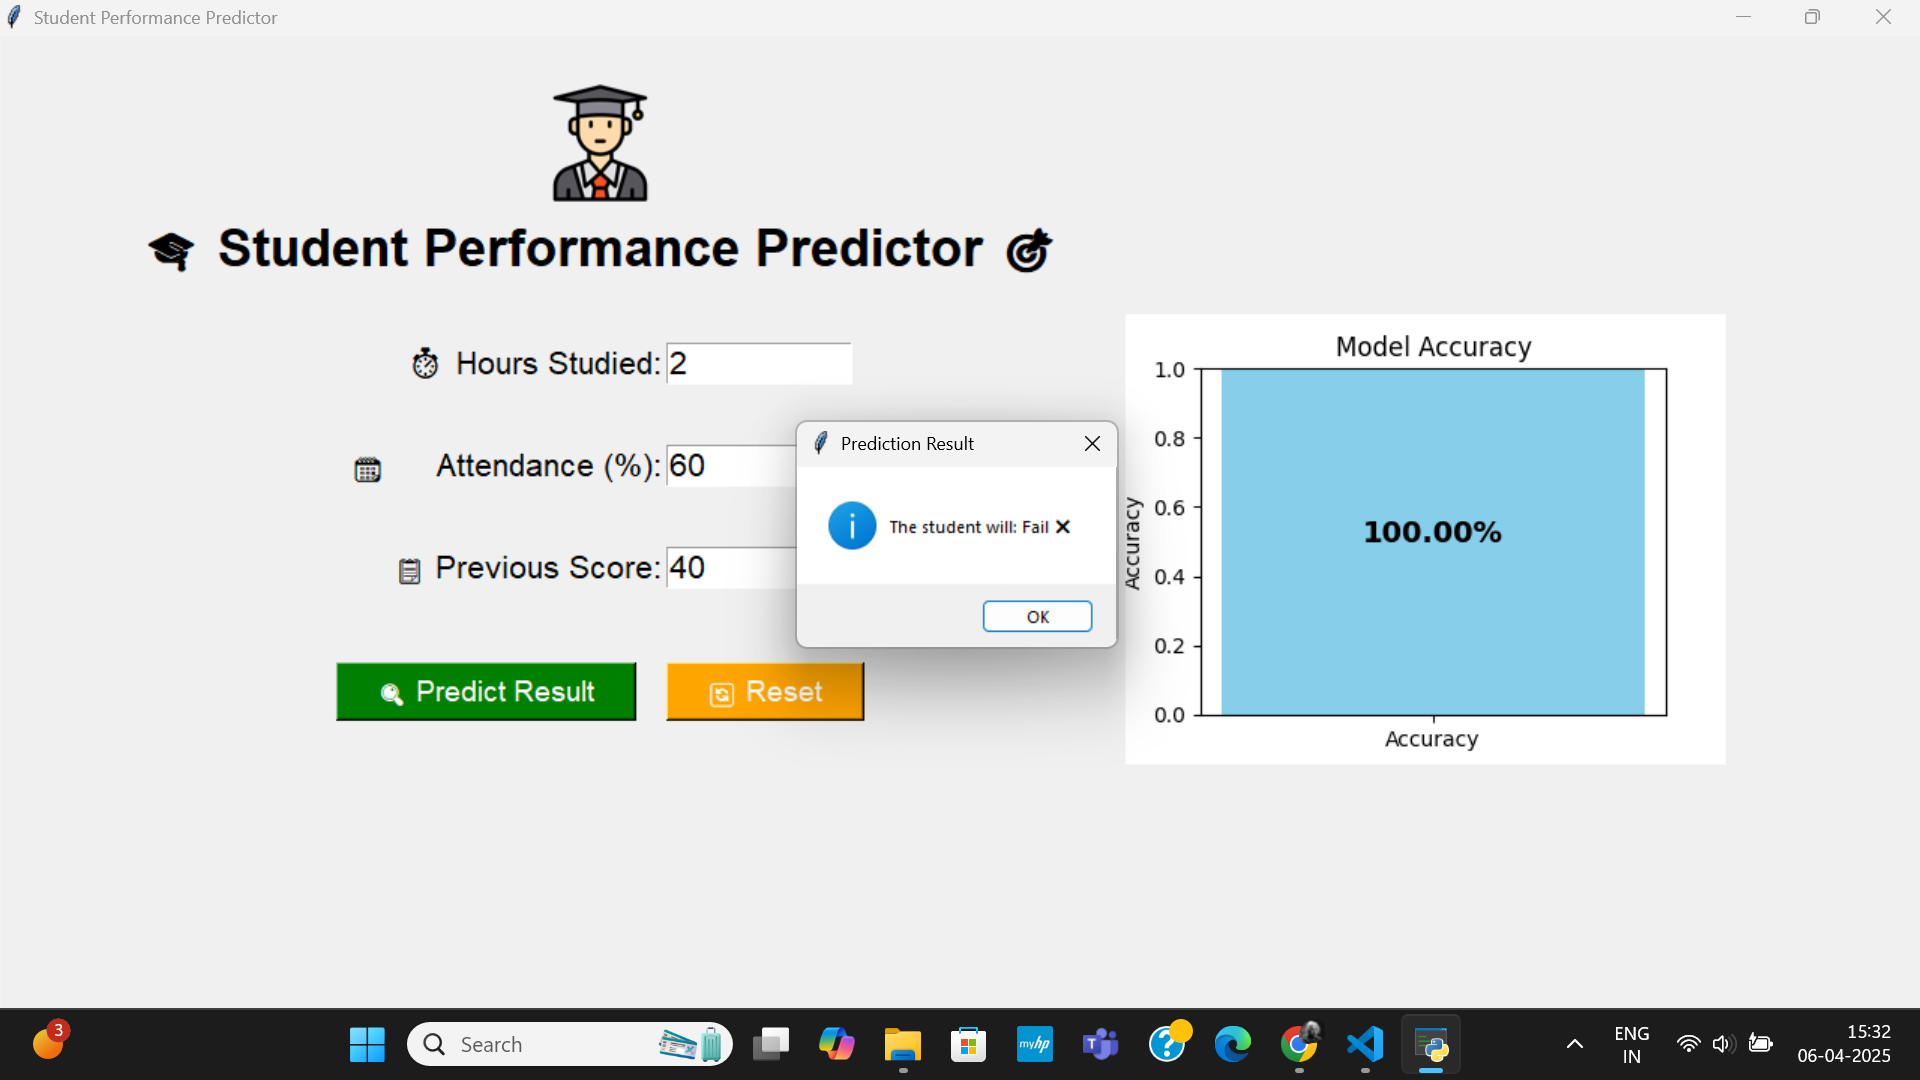 Student Performance Predictor
Student Performance Predictor
Hours Studied: 2
Attendance (%): 60
Previous Score: 40
Predict Result
Reset
Prediction Result
The student will: Fail ❌
OK
Model Accuracy
1.0
0.8
0.6
0.4
0.2
0.0
Accuracy
100.00%
Accuracy
3
Search
myhp
ENG
IN
15:32
06-04-2025